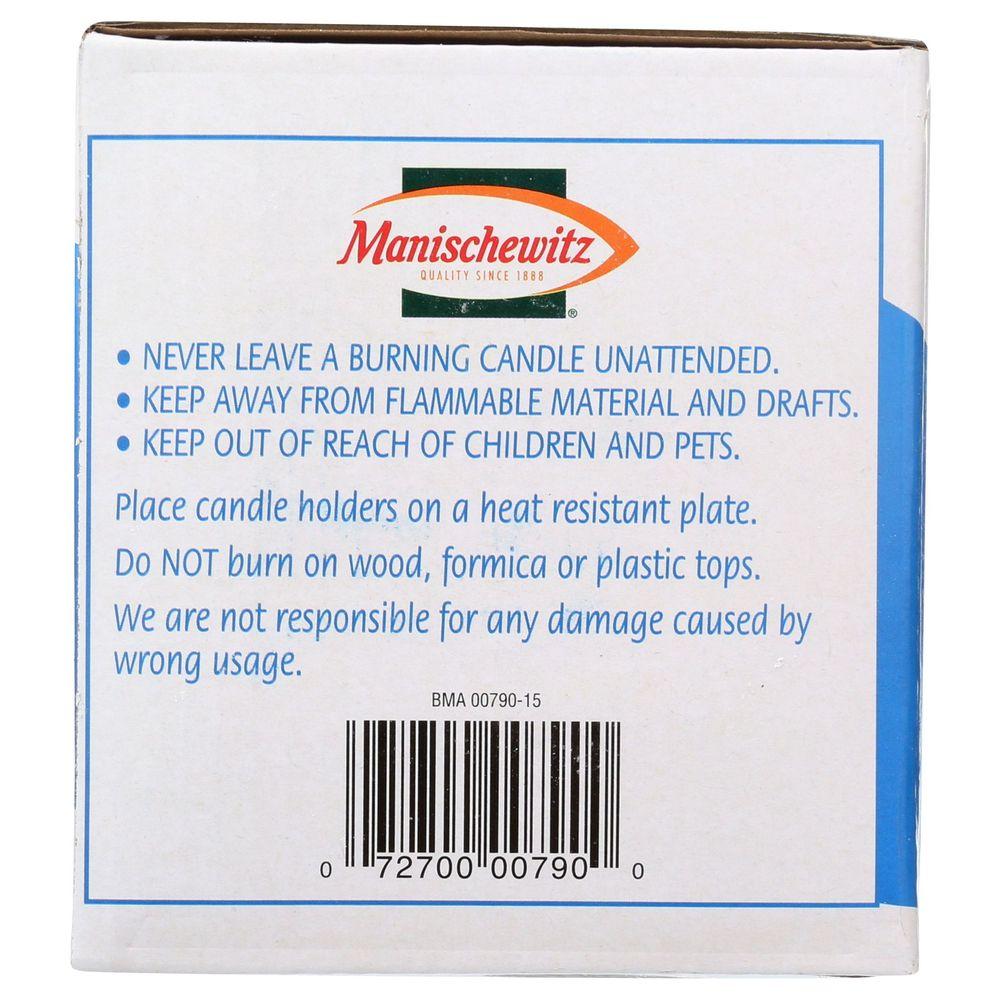 Manischewitz
QUALITY SINCE 1888
®
• NEVER LEAVE A BURNING CANDLE UNATTENDED.
• KEEP AWAY FROM FLAMMABLE MATERIAL AND DRAFTS.
• KEEP OUT OF REACH OF CHILDREN AND PETS.
Place candle holders on a heat resistant plate.
Do NOT burn on wood, formica or plastic tops.
We are not responsible for any damage caused by
wrong usage.
BMA 00790-15
0 72700 00790 0